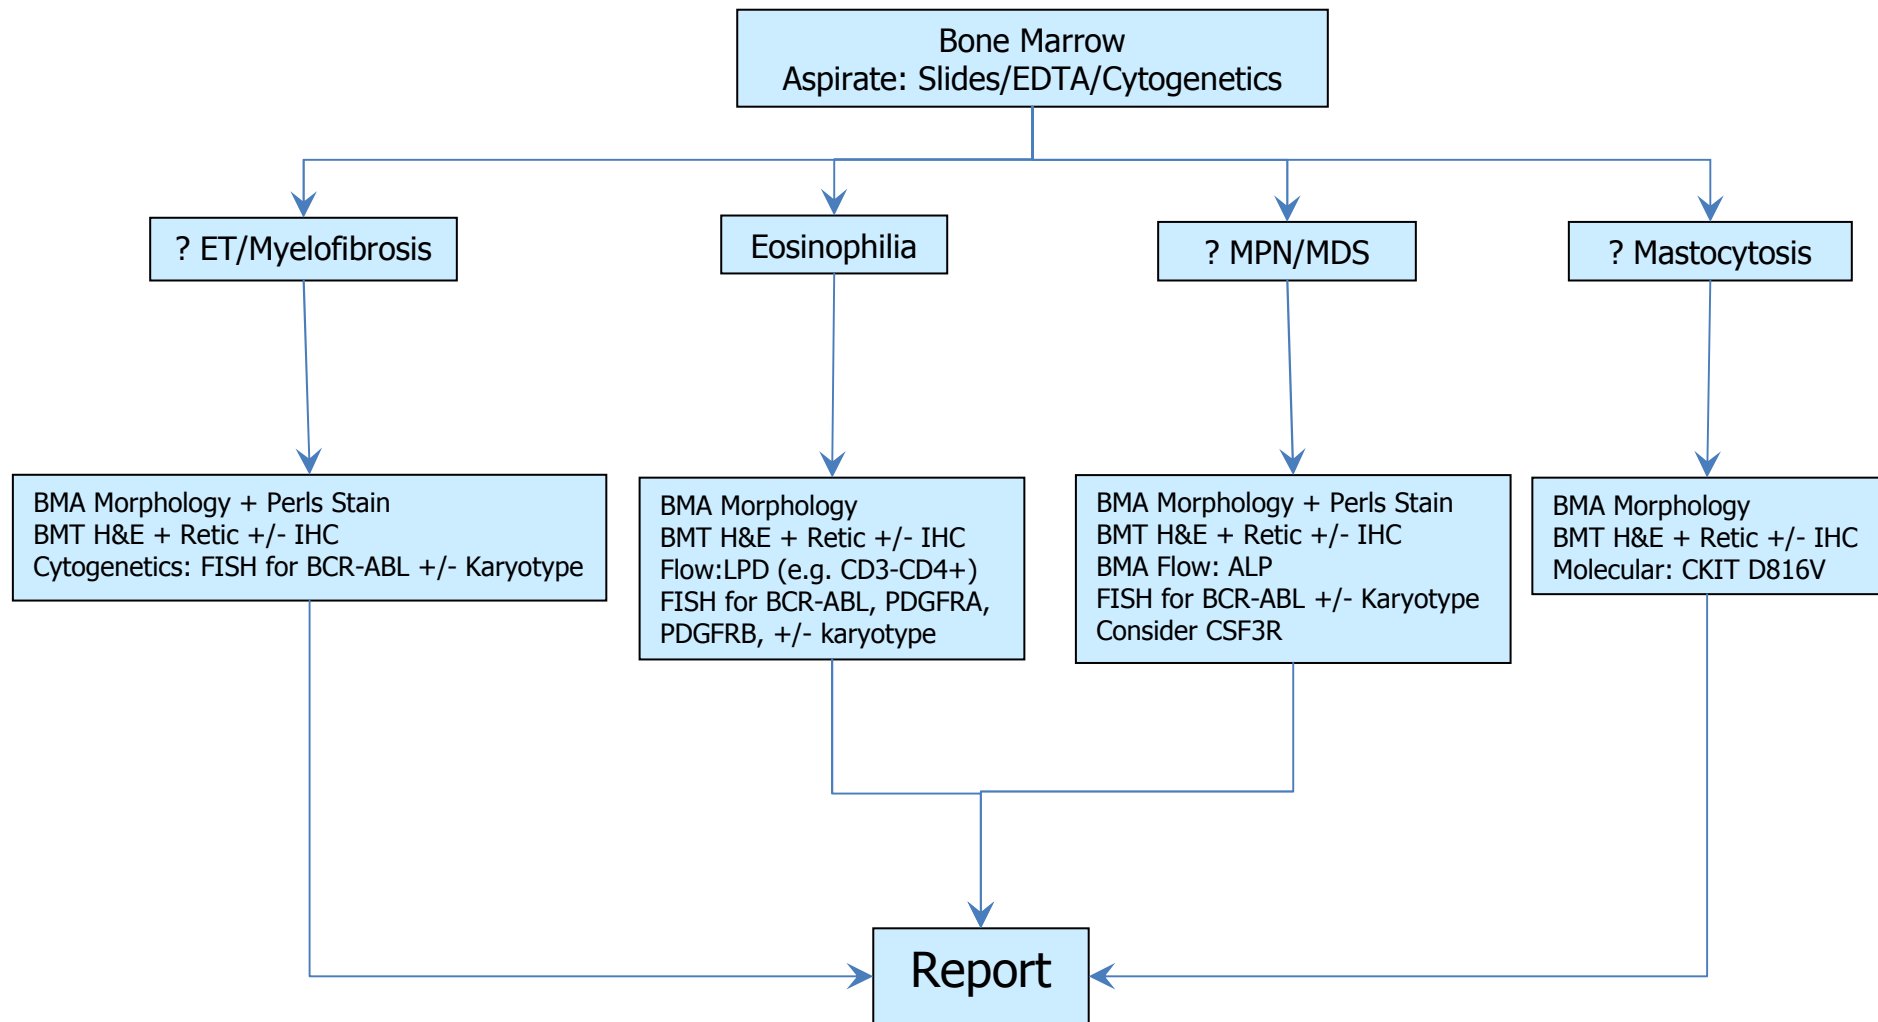 Bone Marrow
Aspirate: Slides/EDTA/Cytogenetics
? ET/Myelofibrosis
Eosinophilia
? MPN/MDS
? Mastocytosis
BMA Morphology + Perls Stain
BMT H&E + Retic +/- IHC
Cytogenetics: FISH for BCR-ABL +/- Karyotype
BMA Morphology
BMT H&E + Retic +/- IHC
Flow:LPD (e.g. CD3-CD4+)
FISH for BCR-ABL, PDGFRA,
PDGFRB, +/- karyotype
BMA Morphology + Perls Stain
BMT H&E + Retic +/- IHC
BMA Flow: ALP
FISH for BCR-ABL +/- Karyotype
Consider CSF3R
BMA Morphology
BMT H&E + Retic +/- IHC
Molecular: CKIT D816V
Report